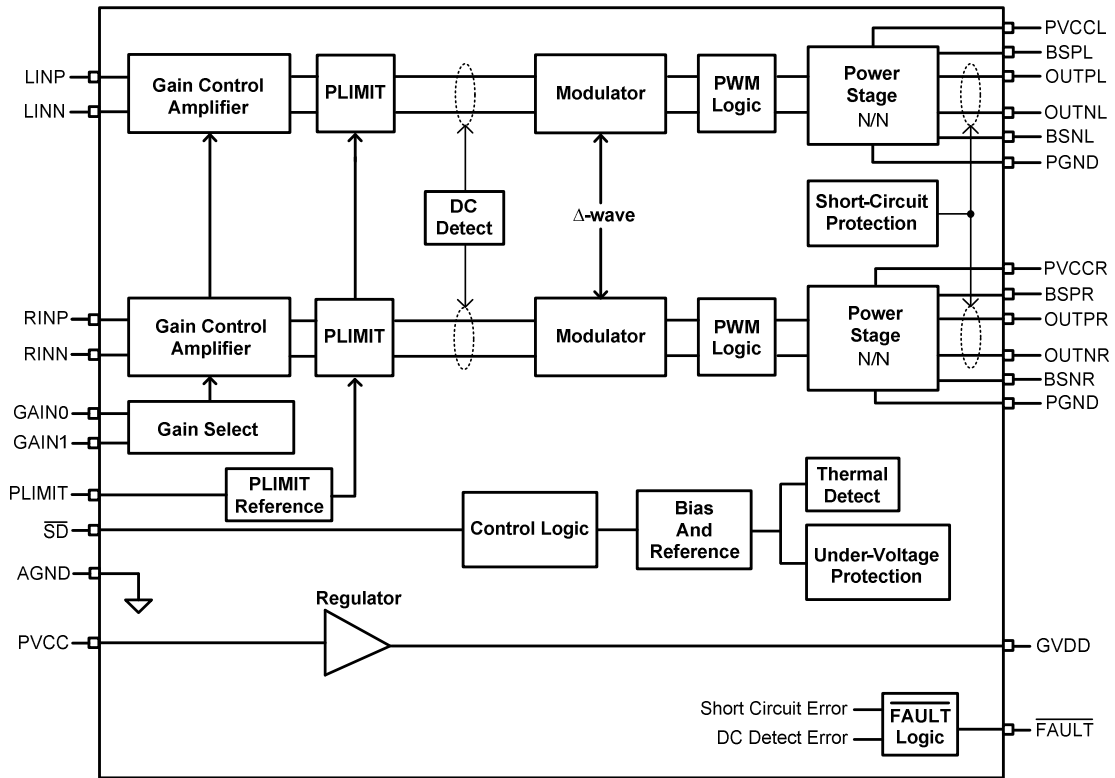 PVCCL
BSPL
LINP
Gain Control
Amplifier
PLIMIT
Modulator
PWM
Logic
Power
Stage
N/N
OUTPL
LINN
OUTNL
BSNL
PGND
DC
Detect
Δ-wave
Short-Circuit
Protection
PVCCR
BSPR
RINP
Gain Control
Amplifier
PLIMIT
Modulator
PWM
Logic
Power
Stage
N/N
OUTPR
RINN
OUTNR
BSNR
PGND
GAIN0
GAIN1
Gain Select
PLIMIT
PLIMIT
Reference
Thermal
Detect
SD
Control Logic
Bias
And
Reference
Under-Voltage
Protection
AGND
Regulator
PVCC
GVDD
Short Circuit Error
DC Detect Error
FAULT
Logic
FAULT